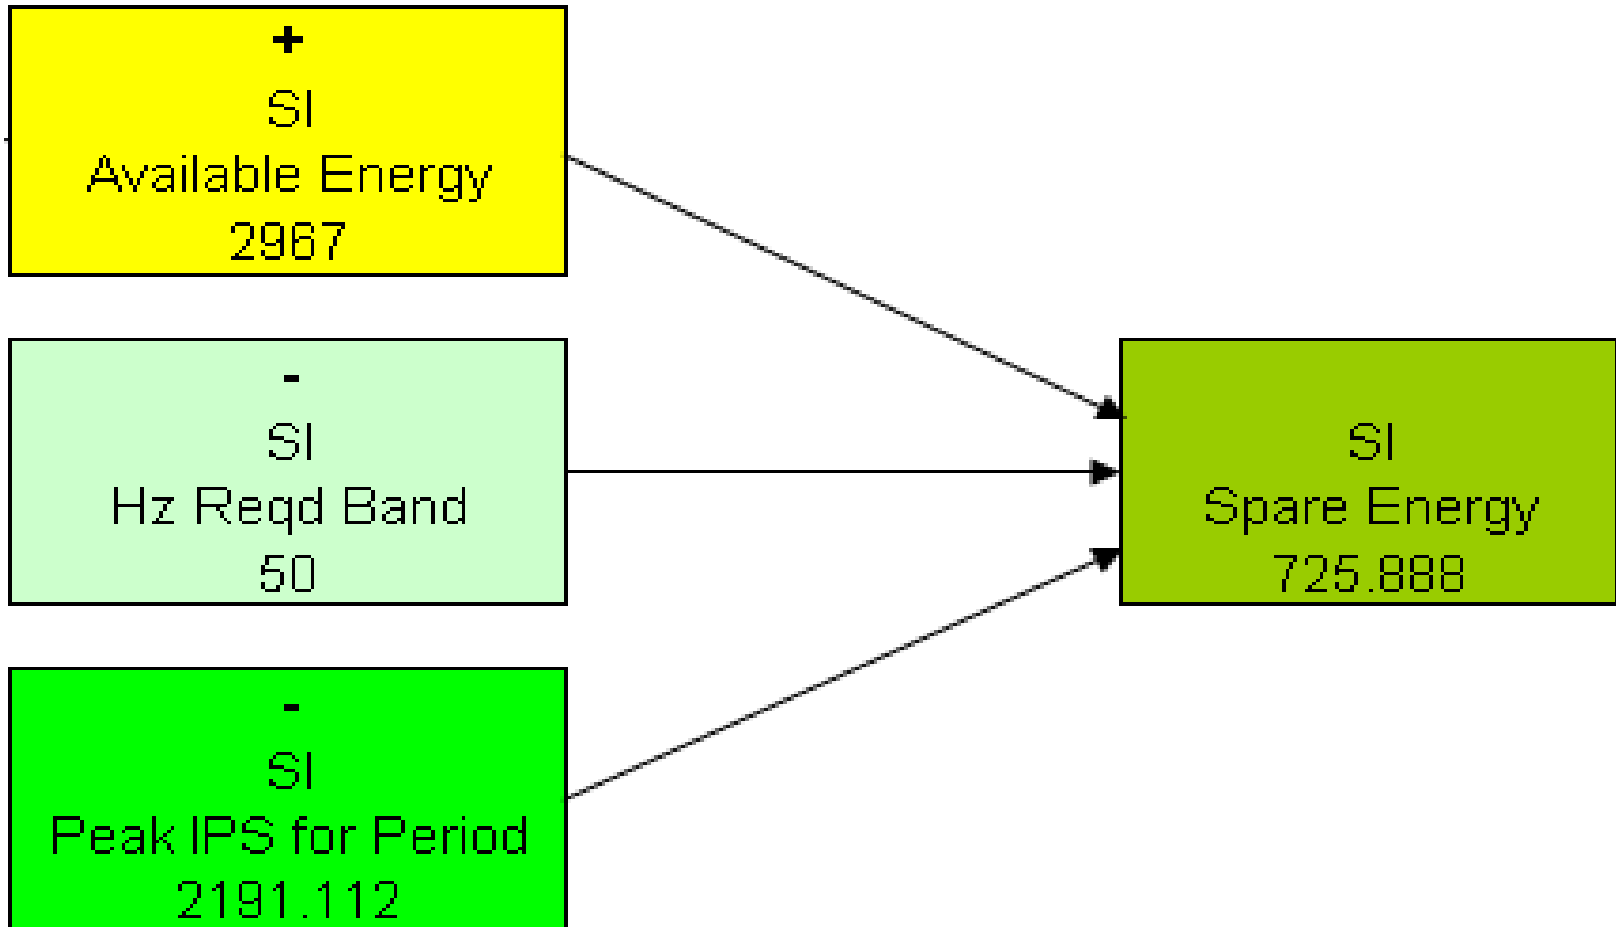 +
SI
Available Energy
2967
-
SI
Hz Reqd Band
50
-
SI
Peak IPS for Period
2191.112
SI
Spare Energy
725.888